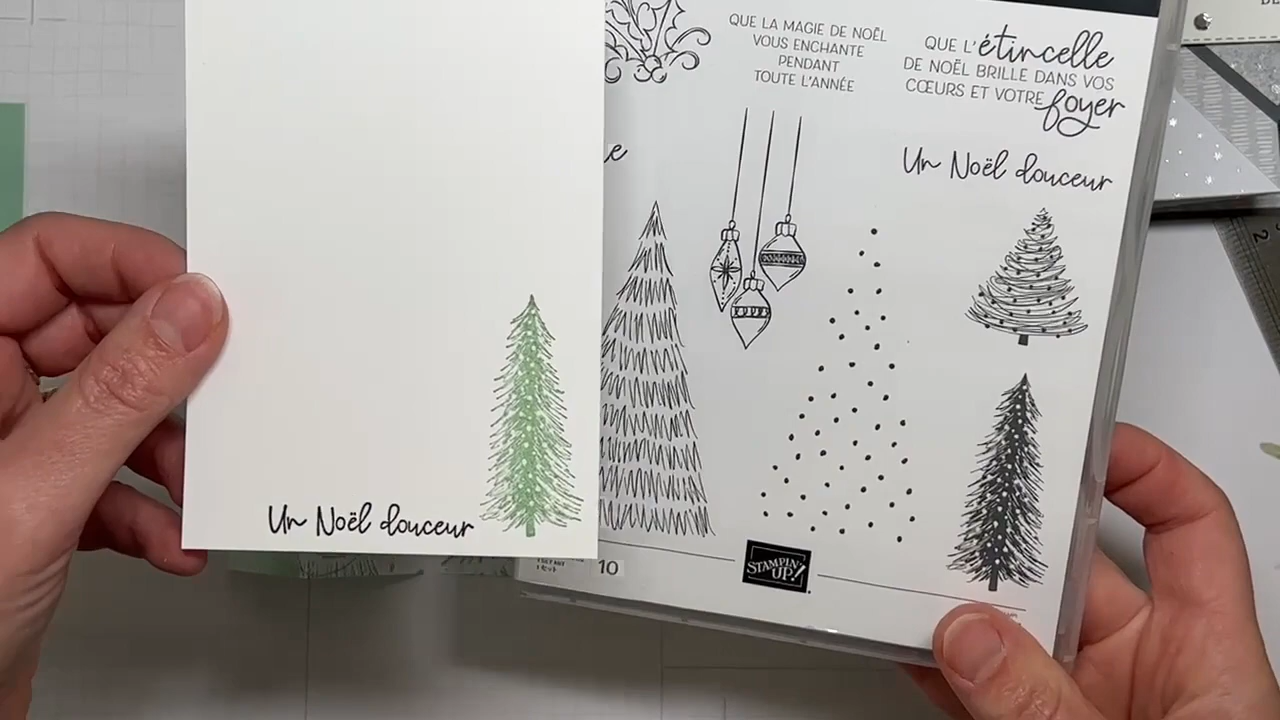 QUE LA MAGIE DE NOËL
VOUS ENCHANTE
PENDANT
TOUTE L'ANNÉE
QUE L'étincelle
DE NOËL BRILLE DANS VOS
CŒURS ET VOTRE foyer
Un Noël douceur
Un Noël douceur
10
STAMPIN' UP!
2